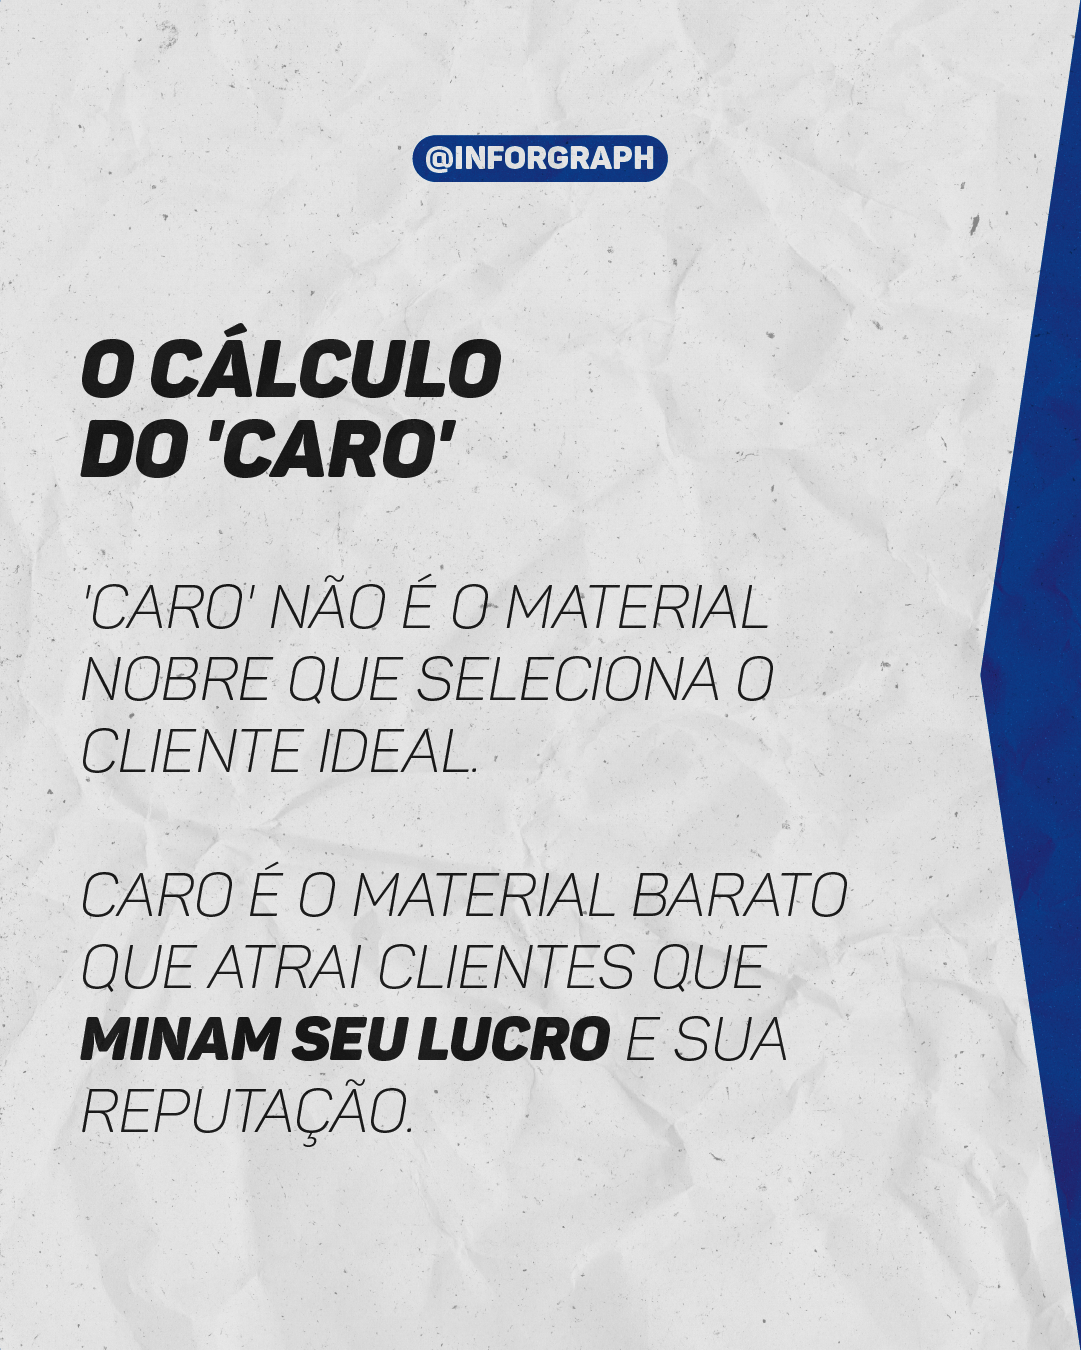 @INFORGRAPH
O CÁLCULO
DO 'CARO'
'CARO' NÃO É O MATERIAL
NOBRE QUE SELECIONA O
CLIENTE IDEAL.
CARO É O MATERIAL BARATO
QUE ATRAI CLIENTES QUE
MINAM SEU LUCRO E SUA
REPUTAÇÃO.